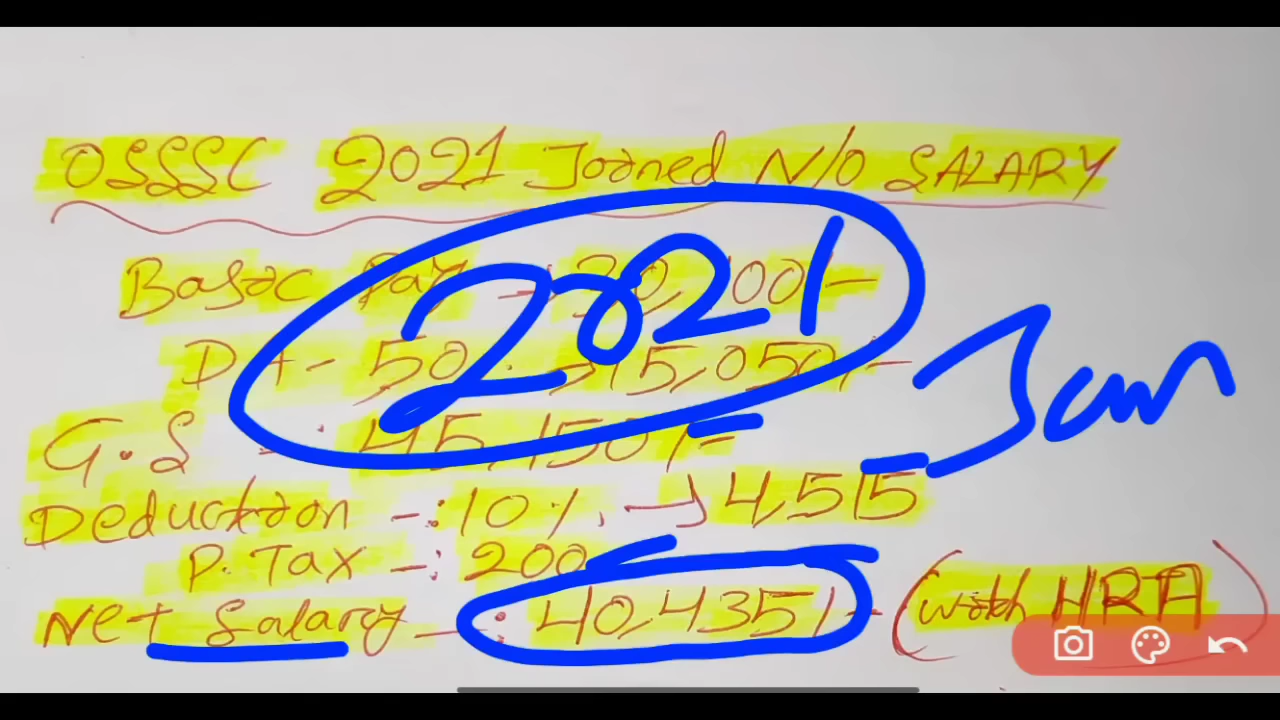 OSSSC 2021 Joined N/O SALARY
Basic Pay → 30,100/-
DA - 50%. → 15,050/-
G.S - : 45,150/-
Deduction - : 10%. → 4,515
P. Tax - : 200
Net Salary - : 40,435/- (with HRA)
2021